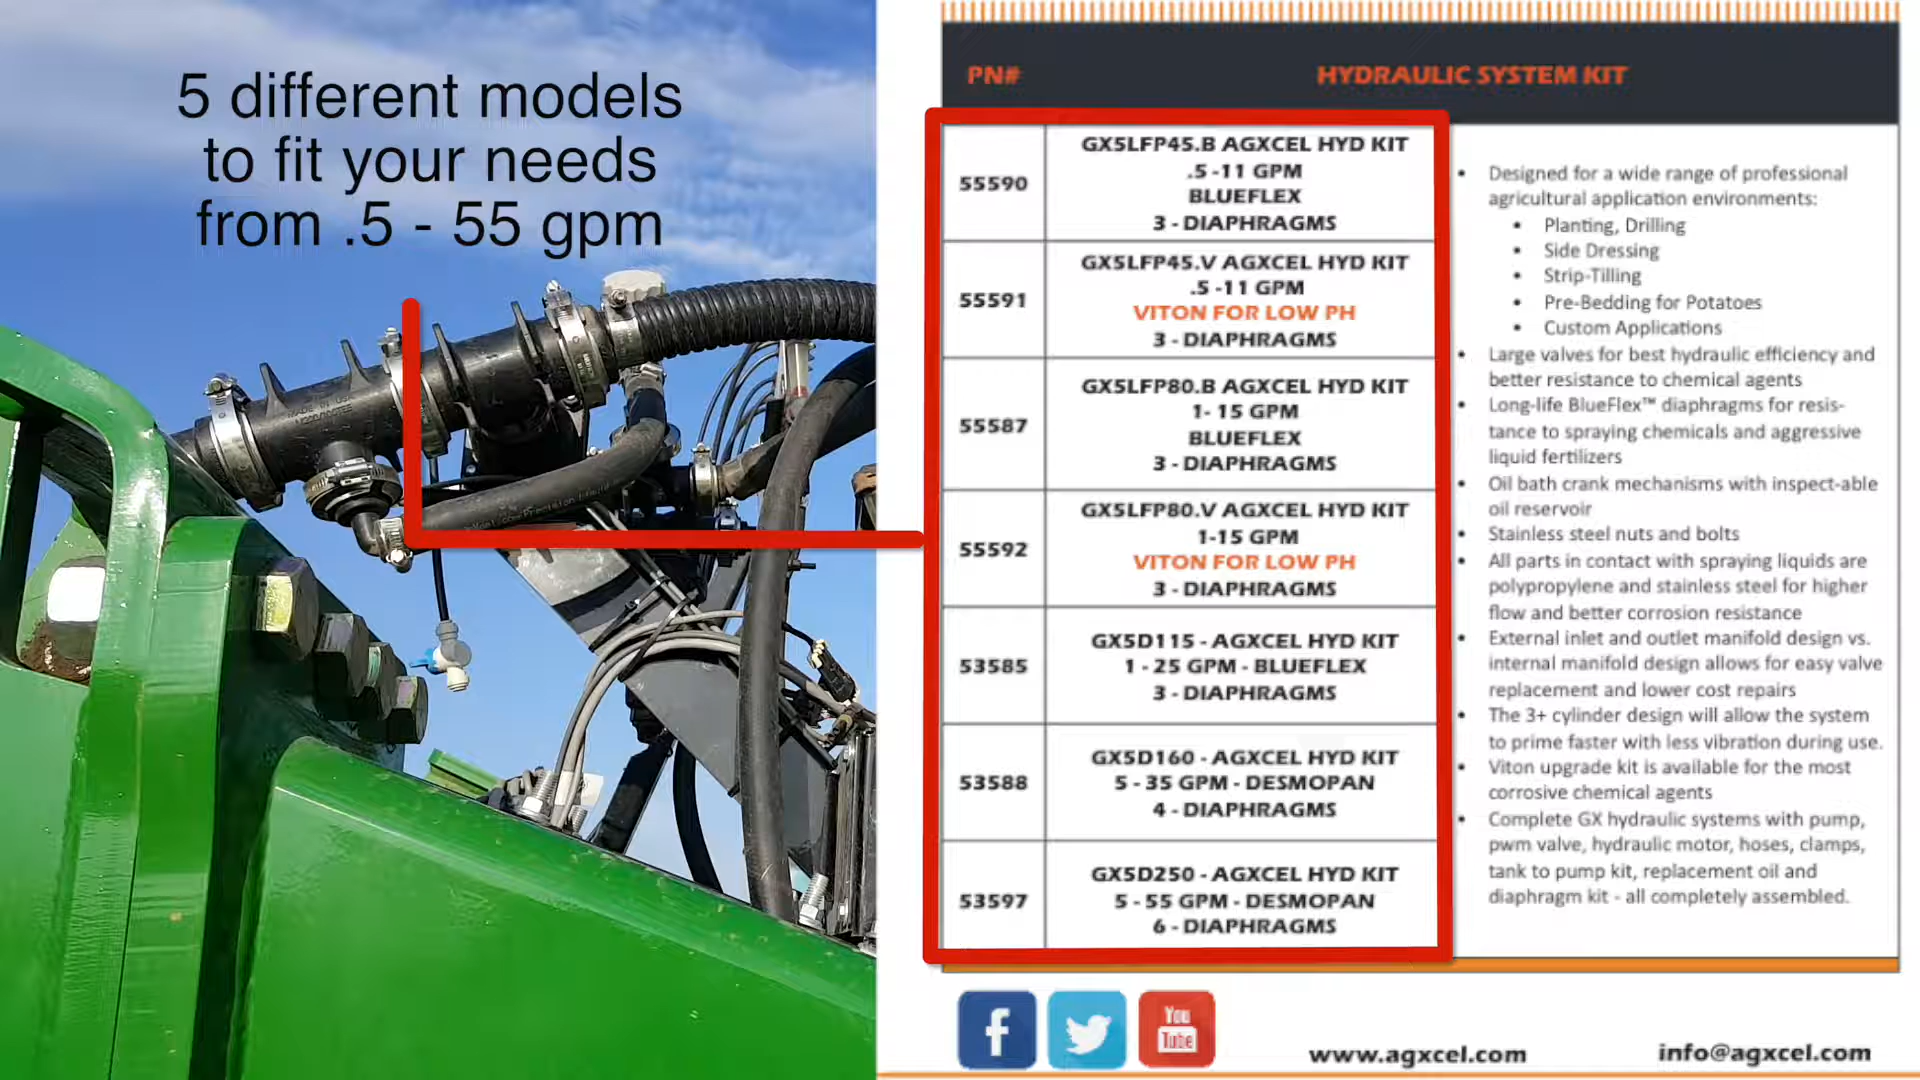 5 different models
to fit your needs
from .5 - 55 gpm
PN#
HYDRAULIC SYSTEM KIT
55590
GX5LFP45.B AGXCEL HYD KIT
.5 -11 GPM
BLUEFLEX
3 - DIAPHRAGMS
55591
GX5LFP45.V AGXCEL HYD KIT
.5 -11 GPM
VITON FOR LOW PH
3 - DIAPHRAGMS
55587
GX5LFP80.B AGXCEL HYD KIT
1- 15 GPM
BLUEFLEX
3 - DIAPHRAGMS
55592
GX5LFP80.V AGXCEL HYD KIT
1-15 GPM
VITON FOR LOW PH
3 - DIAPHRAGMS
53585
GX5D115 - AGXCEL HYD KIT
1 - 25 GPM - BLUEFLEX
3 - DIAPHRAGMS
53588
GX5D160 - AGXCEL HYD KIT
5 - 35 GPM - DESMOPAN
4 - DIAPHRAGMS
53597
GX5D250 - AGXCEL HYD KIT
5 - 55 GPM - DESMOPAN
6 - DIAPHRAGMS
• Designed for a wide range of professional
agricultural application environments:
• Planting, Drilling
• Side Dressing
• Strip-Tilling
• Pre-Bedding for Potatoes
• Custom Applications
• Large valves for best hydraulic efficiency and
better resistance to chemical agents
• Long-life BlueFlex™ diaphragms for resis-
tance to spraying chemicals and aggressive
liquid fertilizers
• Oil bath crank mechanisms with inspect-able
oil reservoir
• Stainless steel nuts and bolts
• All parts in contact with spraying liquids are
polypropylene and stainless steel for higher
flow and better corrosion resistance
• External inlet and outlet manifold design vs.
internal manifold design allows for easy valve
replacement and lower cost repairs
• The 3+ cylinder design will allow the system
to prime faster with less vibration during use.
• Viton upgrade kit is available for the most
corrosive chemical agents
• Complete GX hydraulic systems with pump,
pwm valve, hydraulic motor, hoses, clamps,
tank to pump kit, replacement oil and
diaphragm kit - all completely assembled.
f
You
Tube
www.agxcel.com
info@agxcel.com